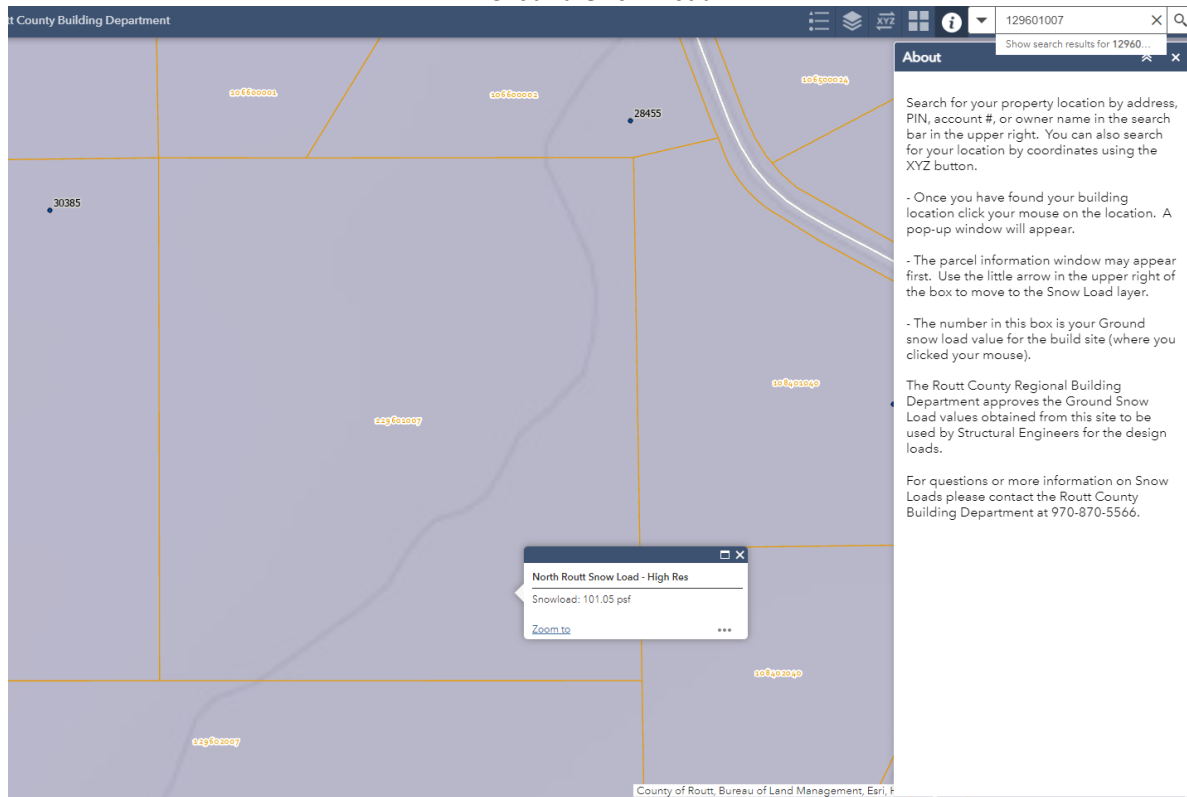 tt County Building Department
129601007
Show search results for 12960...
About
106600001
106600002
106500024
28455
30385
Search for your property location by address,
PIN, account #, or owner name in the search
bar in the upper right. You can also search
for your location by coordinates using the
XYZ button.
- Once you have found your building
location click your mouse on the location. A
pop-up window will appear.
- The parcel information window may appear
first. Use the little arrow in the upper right of
the box to move to the Snow Load layer.
- The number in this box is your Ground
snow load value for the build site (where you
clicked your mouse).
The Routt County Regional Building
Department approves the Ground Snow
Load values obtained from this site to be
used by Structural Engineers for the design
loads.
For questions or more information on Snow
Loads please contact the Routt County
Building Department at 970-870-5566.
108401040
129602007
North Routt Snow Load - High Res
Snowload: 101.05 psf
Zoom to
108402040
129602007
County of Routt, Bureau of Land Management, Esri, H